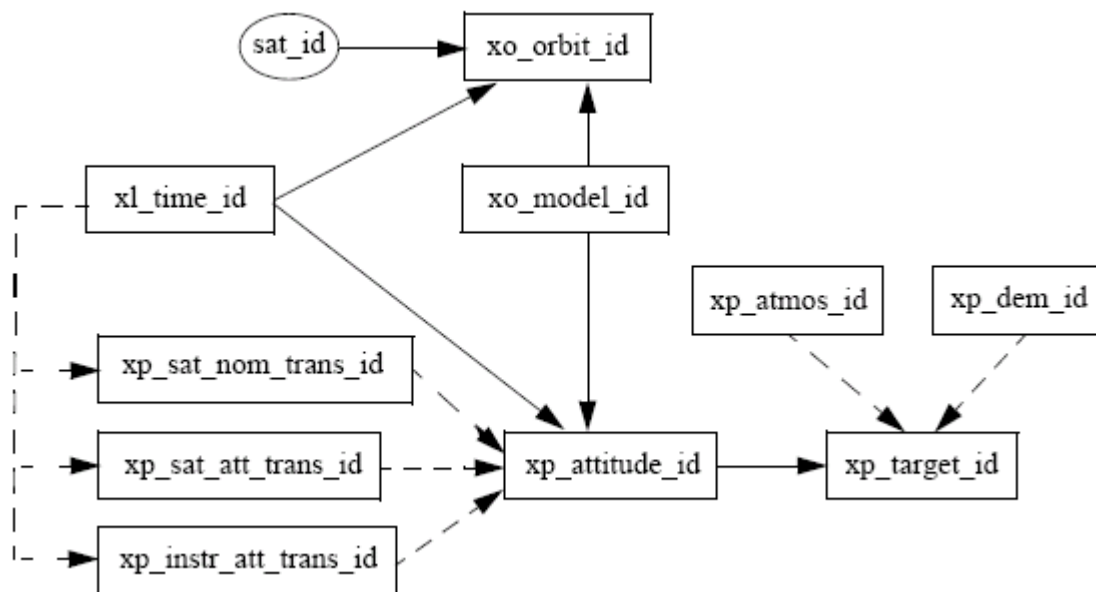 sat_id
xo_orbit_id
xl_time_id
xo_model_id
xp_atmos_id
xp_dem_id
xp_sat_nom_trans_id
xp_sat_att_trans_id
xp_attitude_id
xp_target_id
xp_instr_att_trans_id